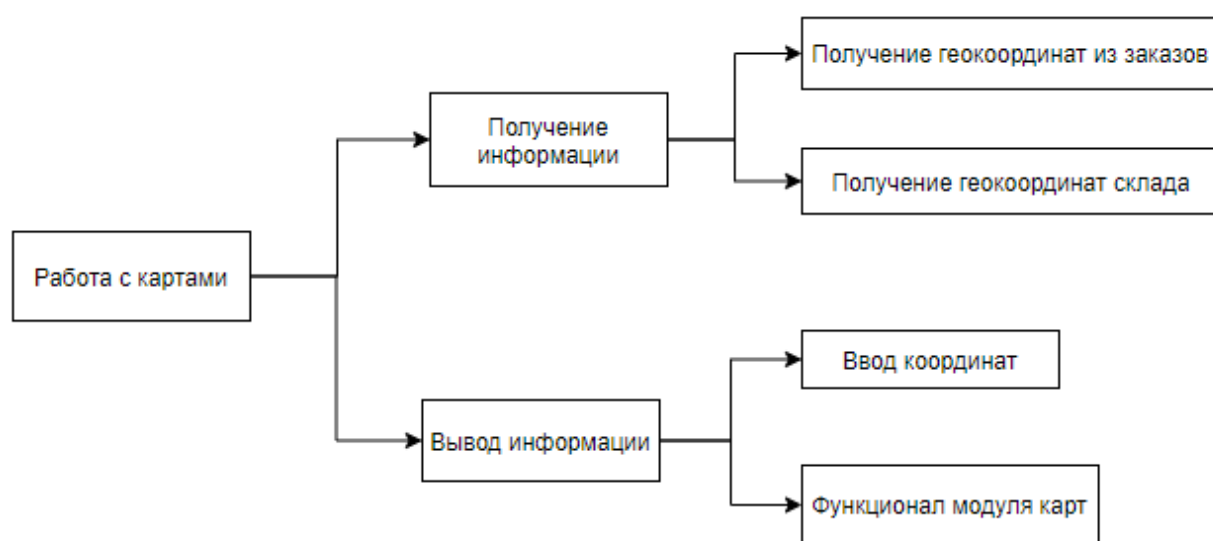 Получение геокоординат из заказов
Получение
информации
Получение геокоординат склада
Работа с картами
Ввод координат
Вывод информации
Функционал модуля карт